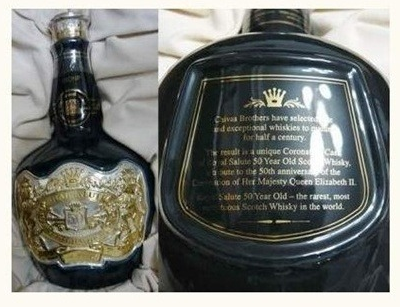 Chivas Brothers have selected
and exceptional whiskies to
for half a century.
The result is a unique Coronation Cask
Royal Salute 50 Year Old Scotch Whisky,
tribute to the 50th anniversary of the
Coronation of Her Majesty Queen Elizabeth II.
Royal Salute 50 Year Old – the rarest, most
Scotch Whisky in the world.